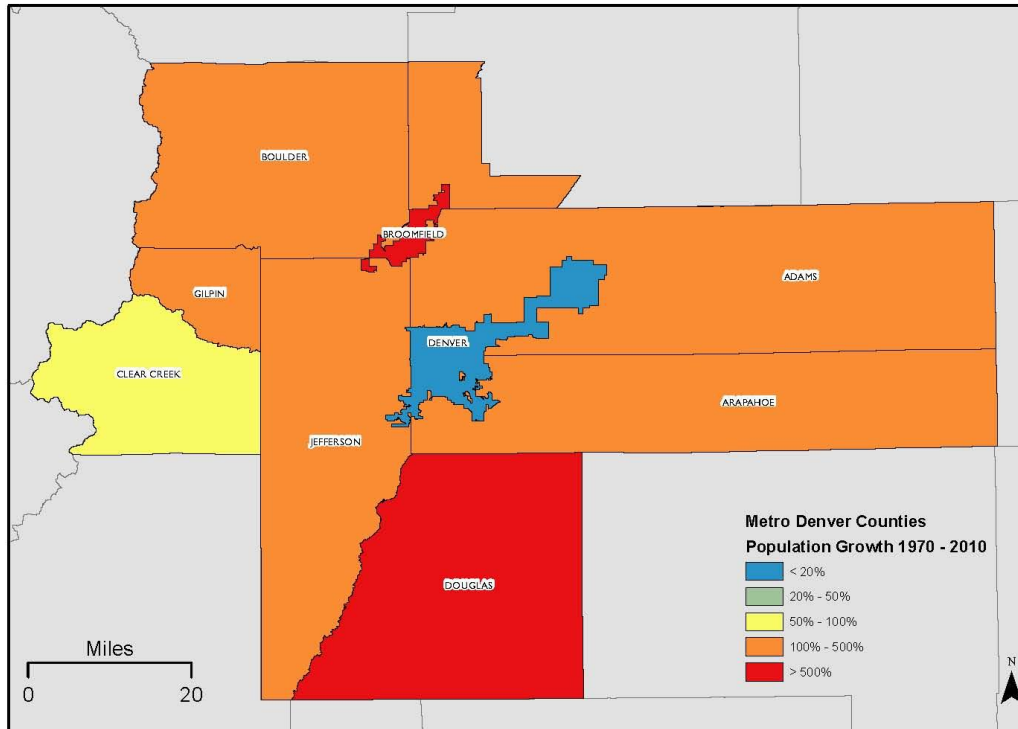 BOULDER
BROOMFIELD
ADAMS
GILPIN
DENVER
CLEAR CREEK
ARAPAHOE
JEFFERSON
DOUGLAS
Metro Denver Counties
Population Growth 1970 - 2010
< 20%
20% - 50%
50% - 100%
100% - 500%
> 500%
Miles
0 20
N